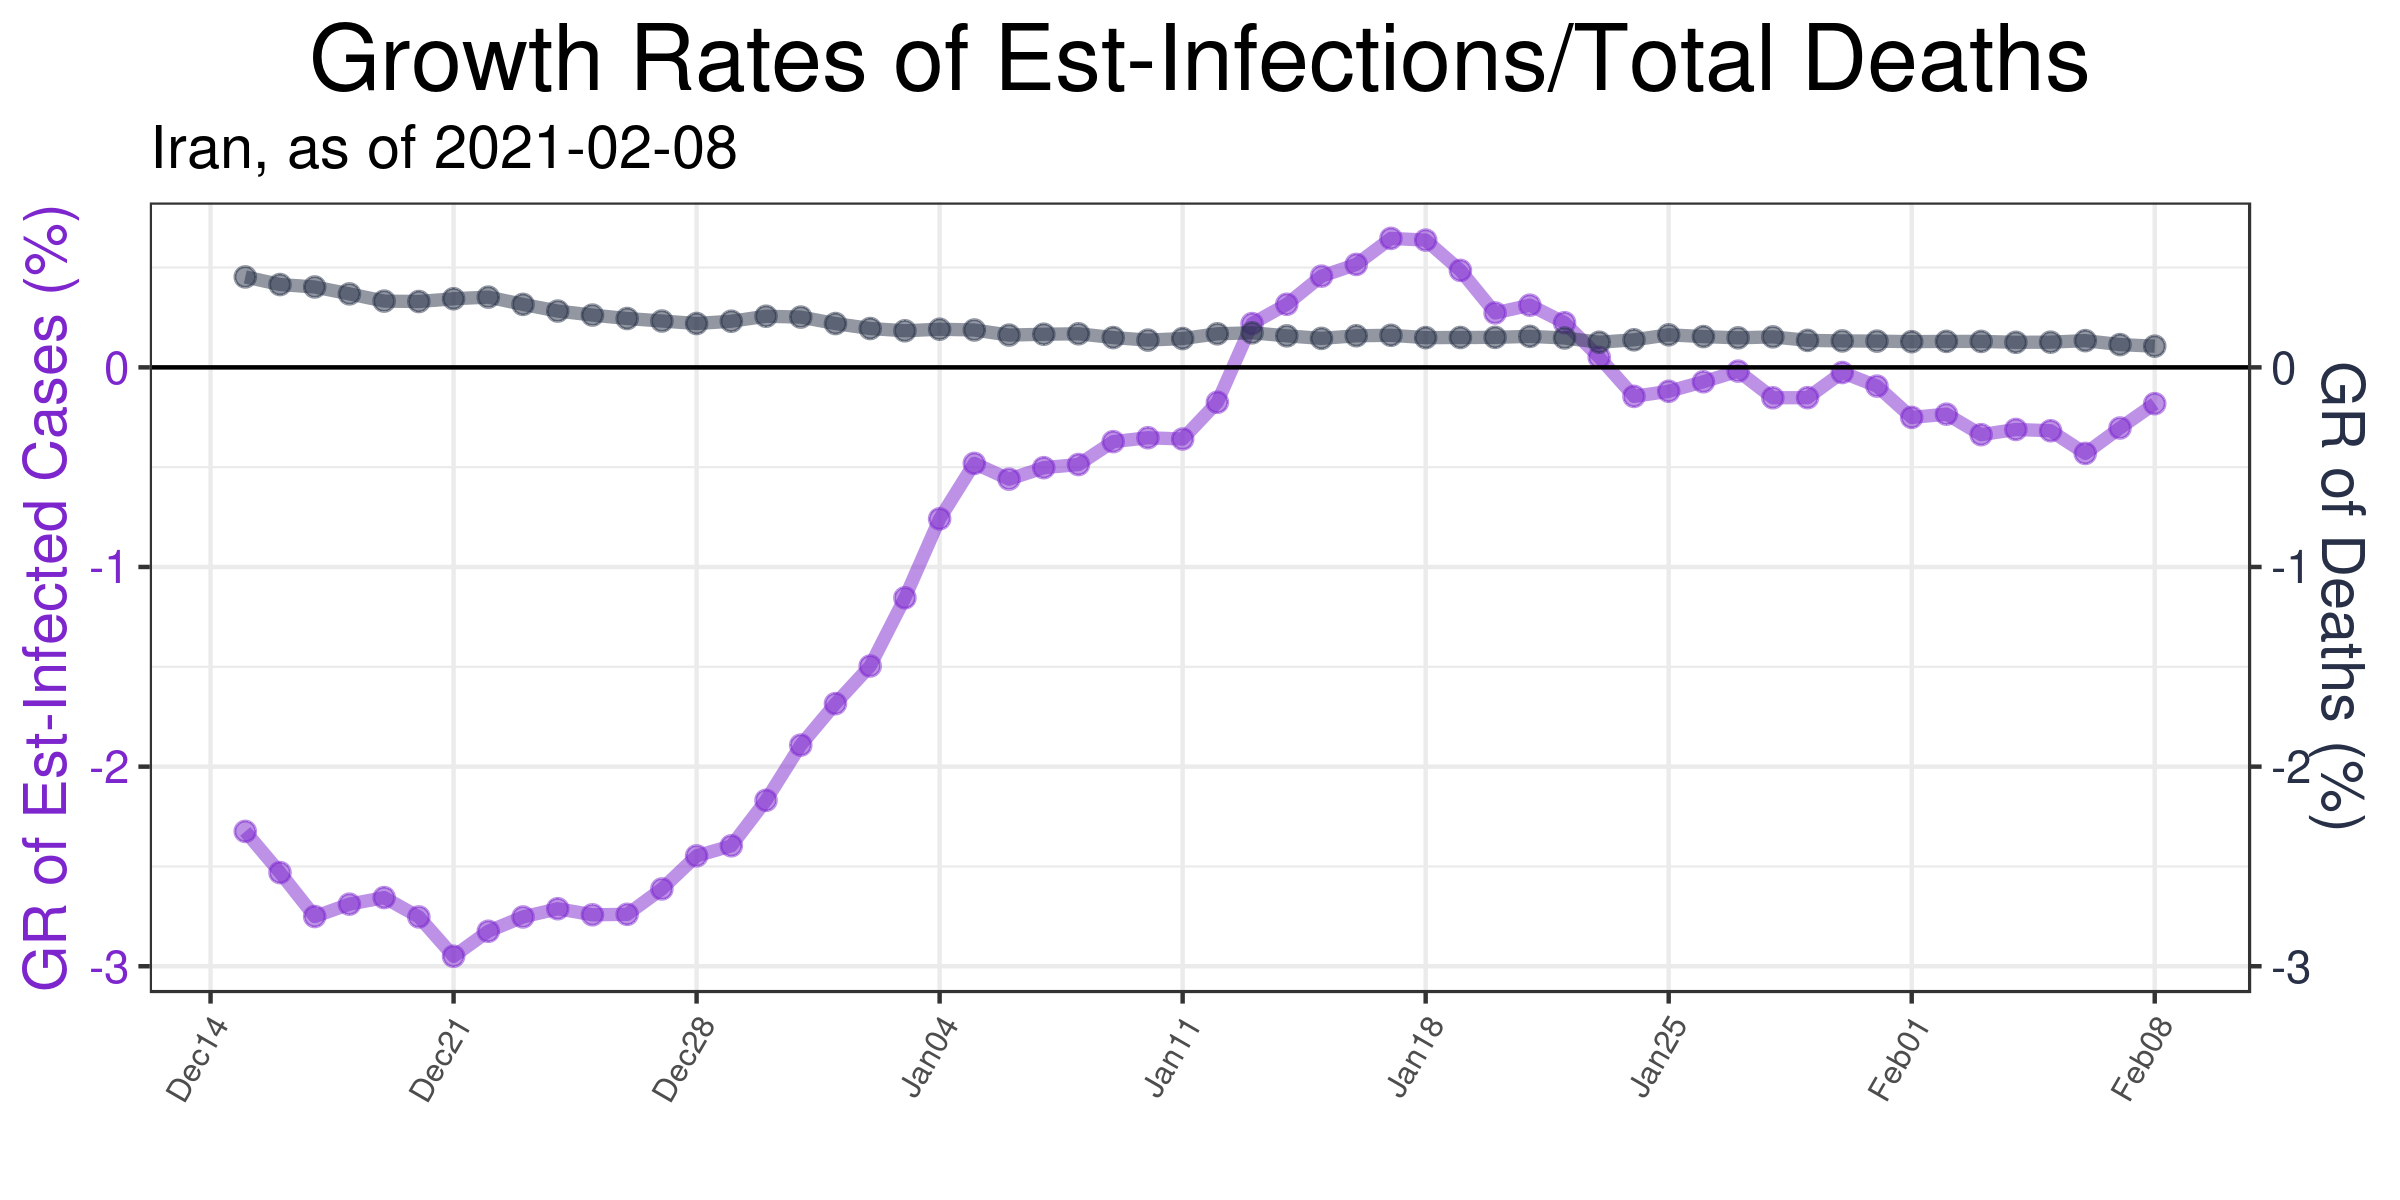 Growth Rates of Est-Infections/Total Deaths
Iran, as of 2021-02-08
GR of Est-Infected Cases (%)
0
-1
-2
-3
0
-1
-2
-3
GR of Deaths (%)
Dec14
Dec21
Dec28
Jan04
Jan11
Jan18
Jan25
Feb01
Feb08